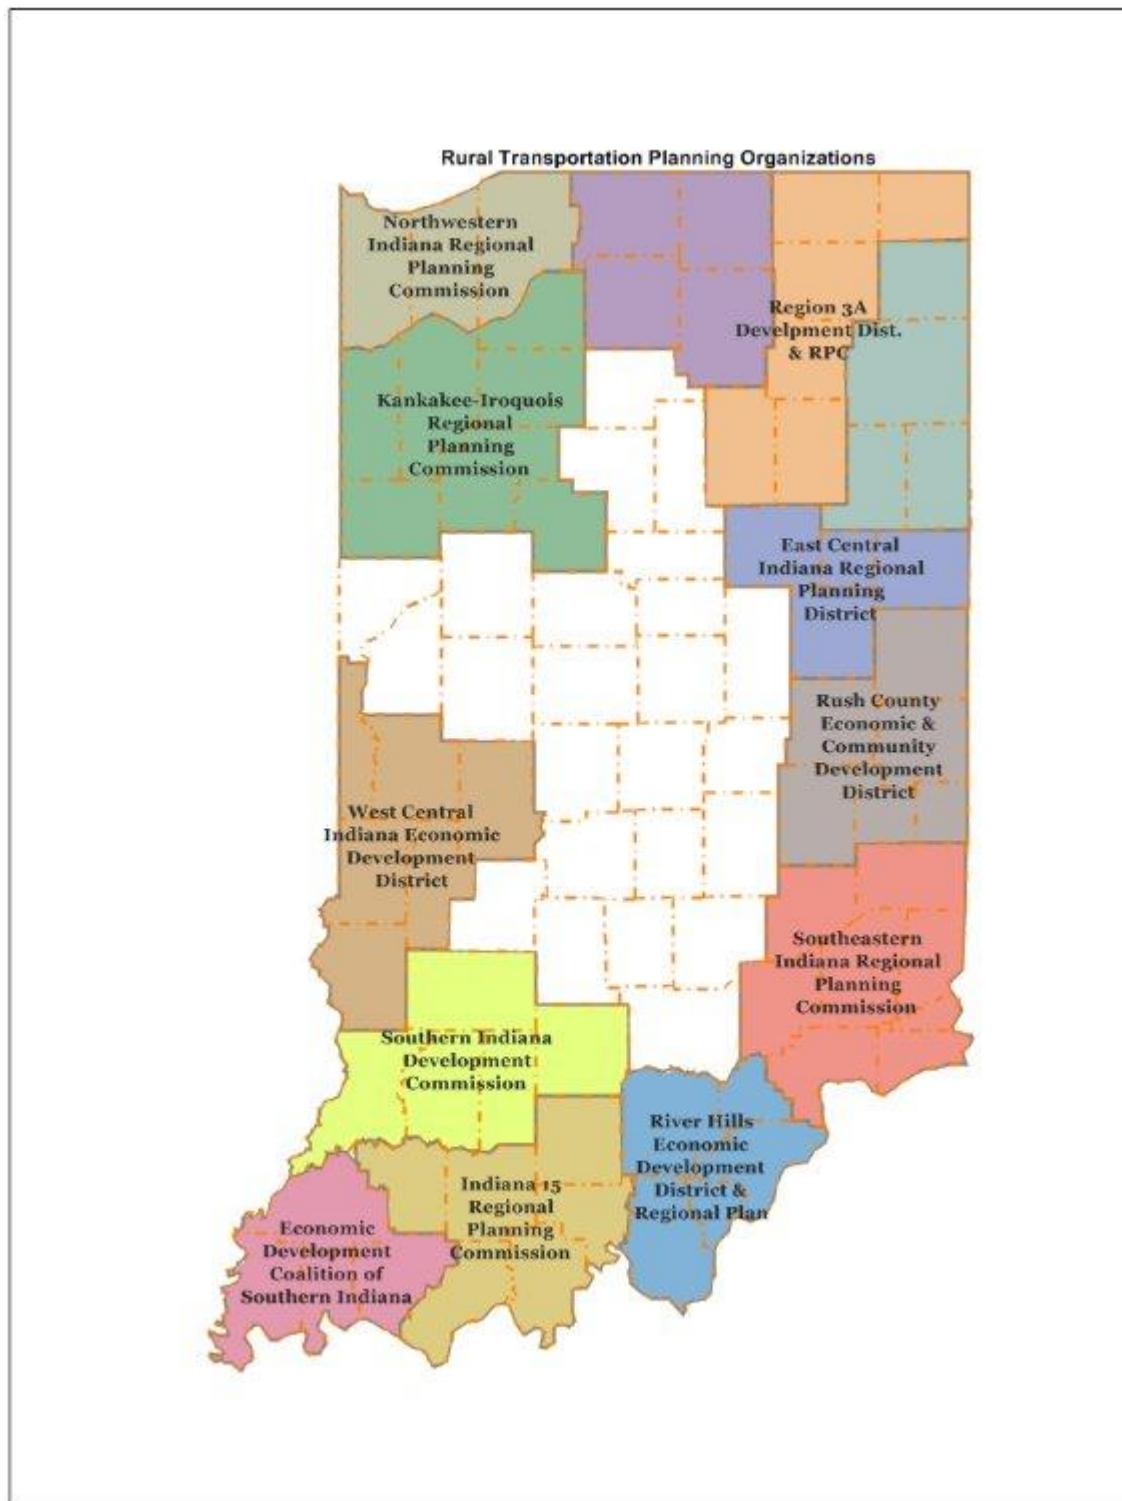 Rural Transportation Planning Organizations
Northwestern
Indiana Regional
Planning
Commission
Region 3A
Develpment Dist.
& RPC
Kankakee-Iroquois
Regional
Planning
Commission
East Central
Indiana Regional
Planning
District
Rush County
Economic &
Community
Development
District
West Central
Indiana Economic
Development
District
Southeastern
Indiana Regional
Planning
Commission
Southern Indiana
Development
Commission
River Hills
Economic
Development
District &
Regional Plan
Indiana 15
Regional
Planning
Commission
Economic
Development
Coalition of
Southern Indiana